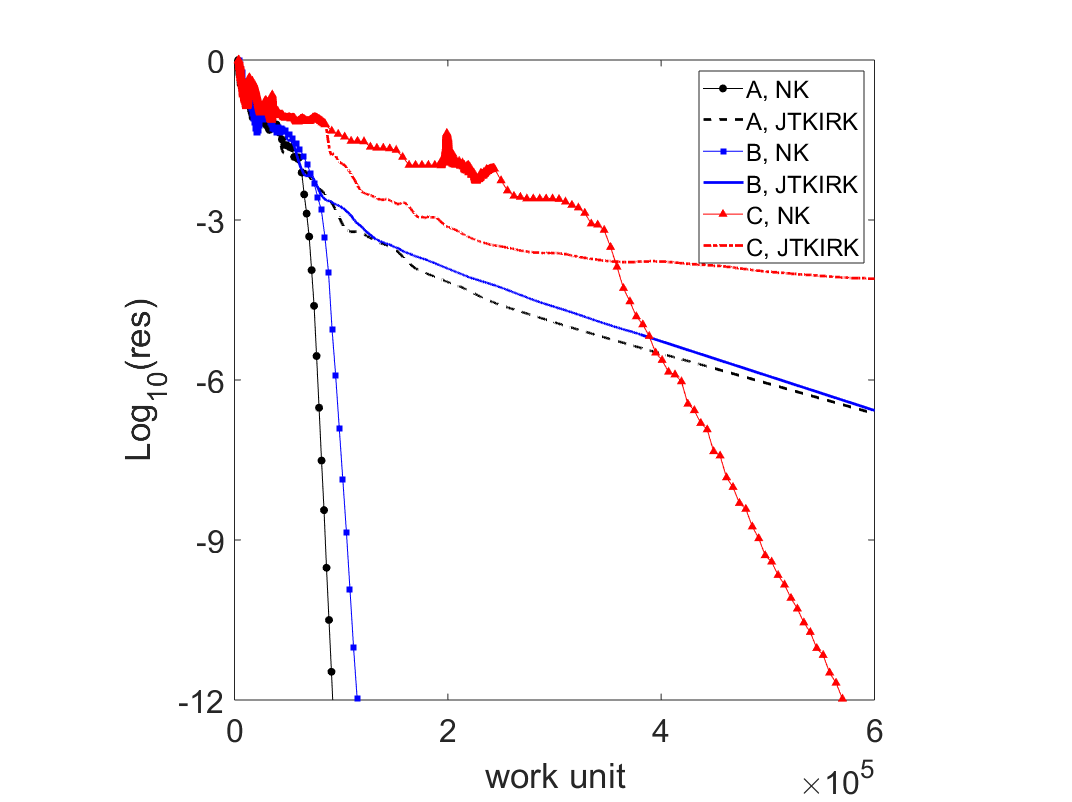 0
-3
-6
-9
-12
Log10(res)
A, NK
A, JTKIRK
B, NK
B, JTKIRK
C, NK
C, JTKIRK
0 2 4 6
work unit
×10^5